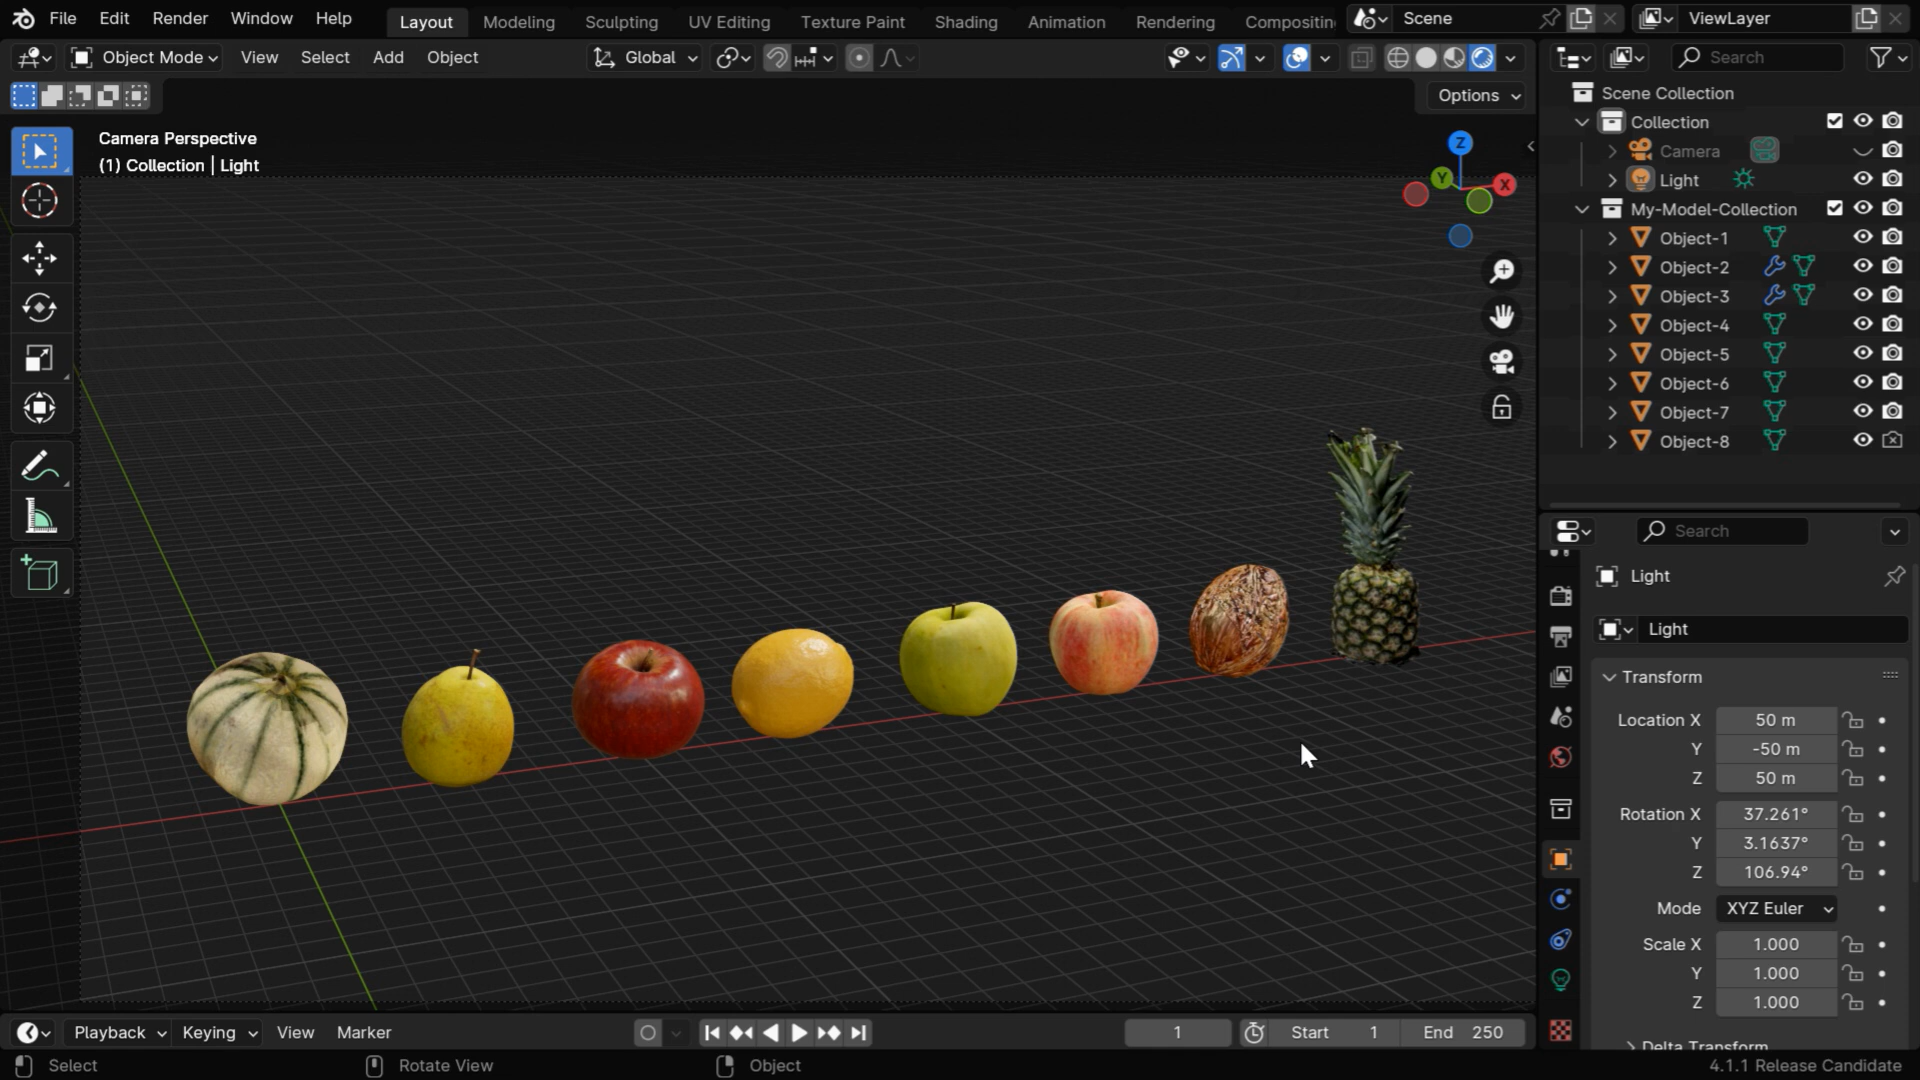 File Edit Render Window Help Layout Modeling Sculpting UV Editing Texture Paint Shading Animation Rendering Compositin Scene ViewLayer
Object Mode View Select Add Object Global Search
Options
Camera Perspective
(1) Collection | Light
Z
Y
X
Scene Collection
Collection
Camera
Light
My-Model-Collection
Object-1
Object-2
Object-3
Object-4
Object-5
Object-6
Object-7
Object-8
Search
Light
Light
Transform
Location X 50 m
Y -50 m
Z 50 m
Rotation X 37.261°
Y 3.1637°
Z 106.94°
Mode XYZ Euler
Scale X 1.000
Y 1.000
Z 1.000
Delta Transform
Playback Keying View Marker 1 Start 1 End 250
Select Rotate View Object 4.1.1 Release Candidate